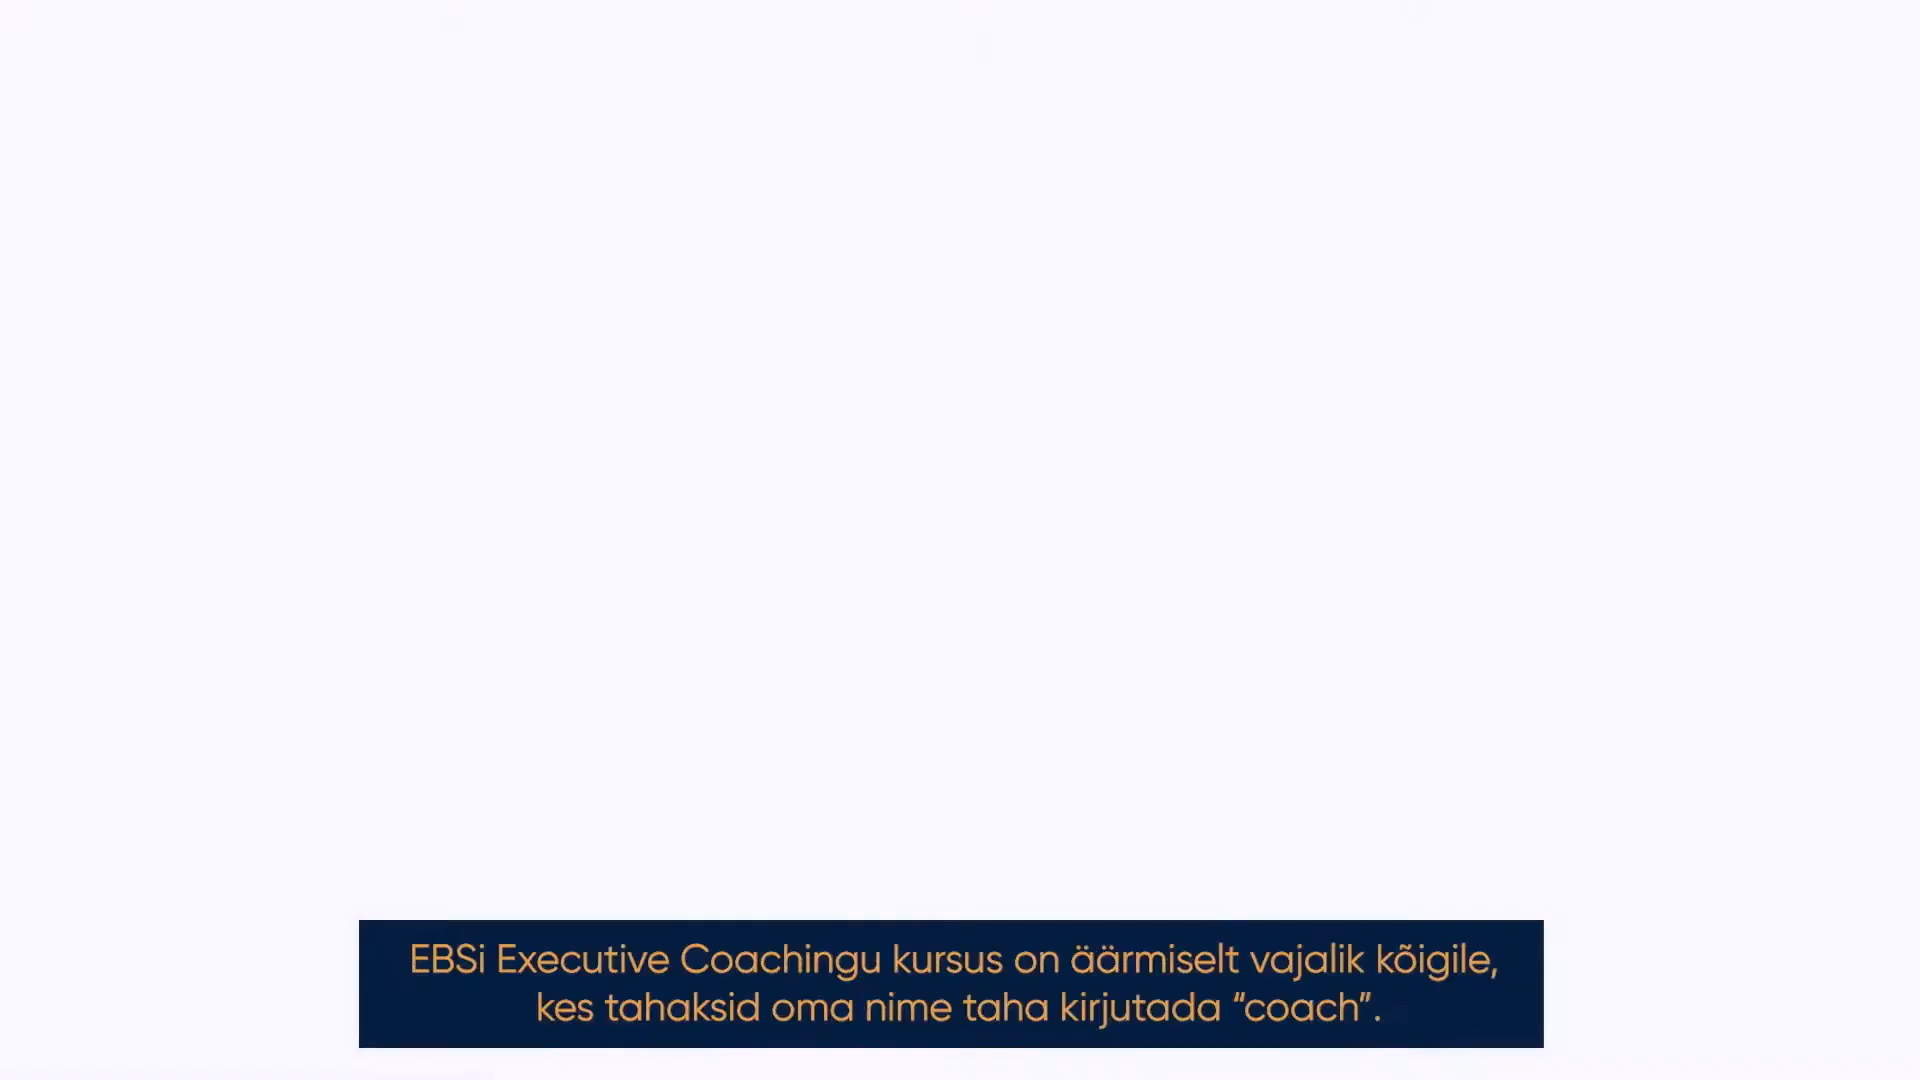 EBSi Executive Coachingu kursus on äärmiselt vajalik kõigile,
kes tahaksid oma nime taha kirjutada “coach”.